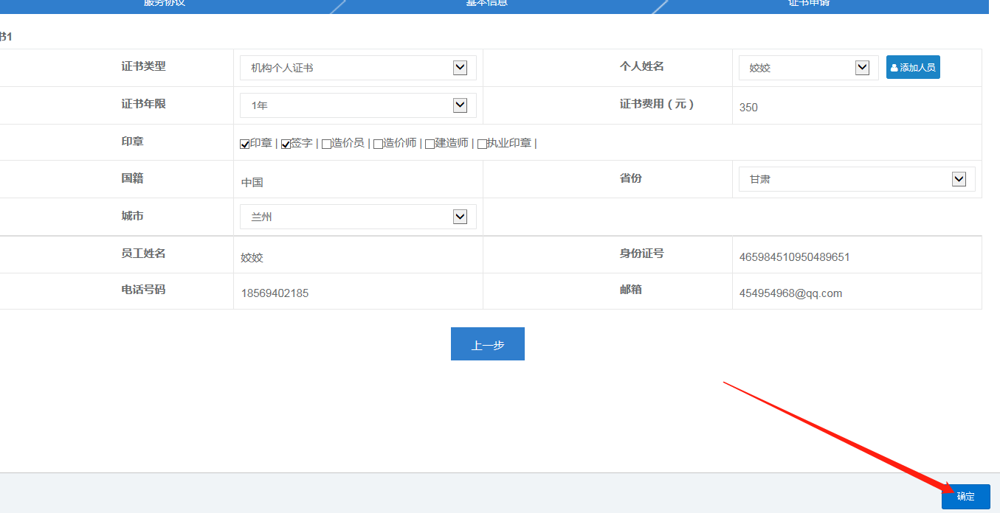 服务协议 基本信息 证书申请
书1
证书类型 机构个人证书 个人姓名 姣姣 添加人员
证书年限 1年 证书费用（元） 350
印章 印章 | 签字 | 造价员 | 造价师 | 建造师 | 执业印章 |
国籍 中国 省份 甘肃
城市 兰州
员工姓名 姣姣 身份证号 465984510950489651
电话号码 18569402185 邮箱 454954968@qq.com
上一步
确定